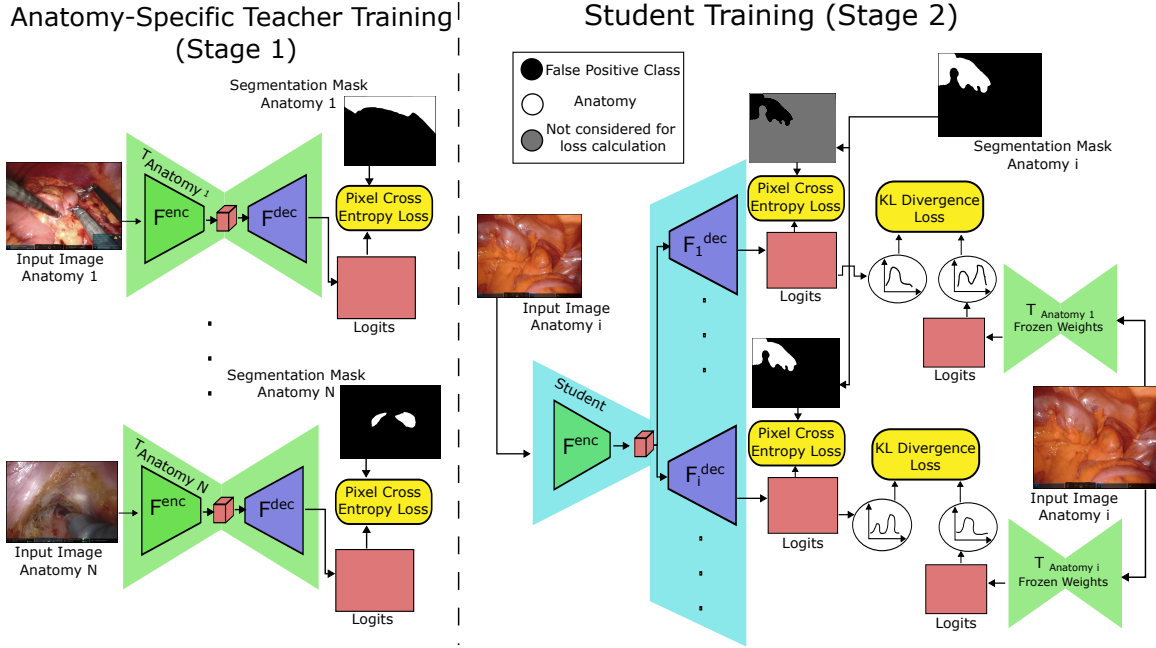 Anatomy-Specific Teacher Training
(Stage 1)
Segmentation Mask
Anatomy 1
T Anatomy 1
F enc
F dec
Pixel Cross
Entropy Loss
Input Image
Anatomy 1
Logits
Segmentation Mask
Anatomy N
T Anatomy N
F enc
F dec
Pixel Cross
Entropy Loss
Input Image
Anatomy N
Logits
Student Training (Stage 2)
False Positive Class
Anatomy
Not considered for
loss calculation
Segmentation Mask
Anatomy i
Pixel Cross
Entropy Loss
KL Divergence
Loss
F1 dec
Logits
Input Image
Anatomy i
T Anatomy 1
Frozen Weights
Logits
Student
F enc
Fi dec
Pixel Cross
Entropy Loss
KL Divergence
Loss
Logits
Input Image
Anatomy i
T Anatomy i
Frozen Weights
Logits